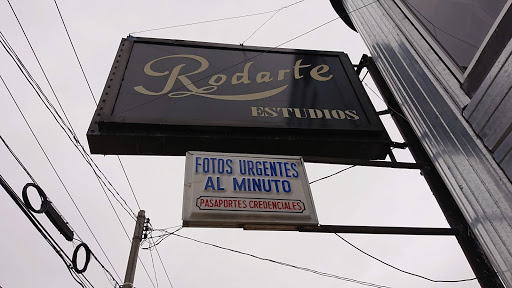 Rodarte
ESTUDIOS
FOTOS URGENTES
AL MINUTO
PASAPORTES CREDENCIALES